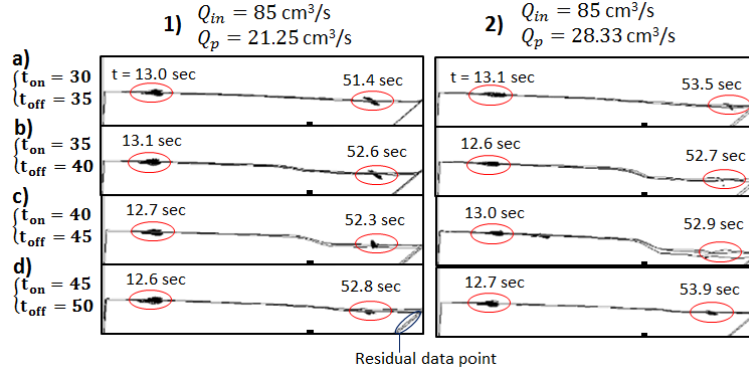 1) Q_in = 85 cm³/s
Q_p = 21.25 cm³/s
2) Q_in = 85 cm³/s
Q_p = 28.33 cm³/s
a)
{t_on = 30
t_off = 35
t = 13.0 sec 51.4 sec
t = 13.1 sec 53.5 sec
b)
{t_on = 35
t_off = 40
13.1 sec 52.6 sec
12.6 sec 52.7 sec
c)
{t_on = 40
t_off = 45
12.7 sec 52.3 sec
13.0 sec 52.9 sec
d)
{t_on = 45
t_off = 50
12.6 sec 52.8 sec
12.7 sec 53.9 sec
Residual data point